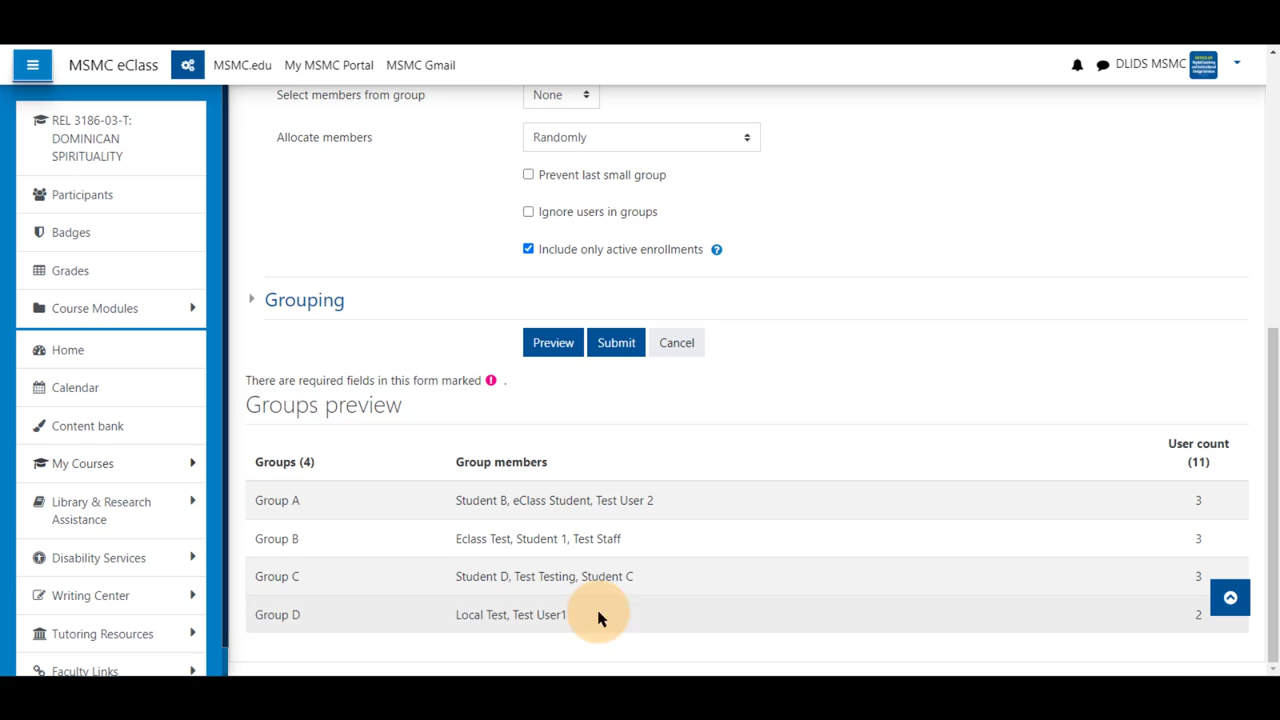 MSMC eClass
MSMC.edu
My MSMC Portal
MSMC Gmail
DLIDS MSMC
REL 3186-03-T:
DOMINICAN
SPIRITUALITY
Participants
Badges
Grades
Course Modules
Home
Calendar
Content bank
My Courses
Library & Research
Assistance
Disability Services
Writing Center
Tutoring Resources
Faculty Links
Select members from group
None
Allocate members
Randomly
Prevent last small group
Ignore users in groups
Include only active enrollments
Grouping
Preview
Submit
Cancel
There are required fields in this form marked .
Groups preview
Groups (4)
Group members
User count
(11)
Group A
Student B, eClass Student, Test User 2
3
Group B
Eclass Test, Student 1, Test Staff
3
Group C
Student D, Test Testing, Student C
3
Group D
Local Test, Test User1
2